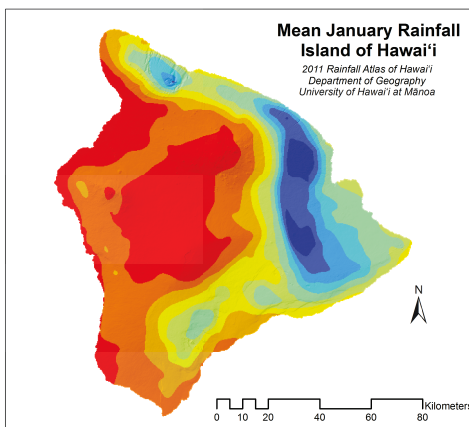 Mean January Rainfall
Island of Hawai‘i
2011 Rainfall Atlas of Hawai‘i
Department of Geography
University of Hawai‘i at Mānoa
N
Kilometers
0 10 20 40 60 80